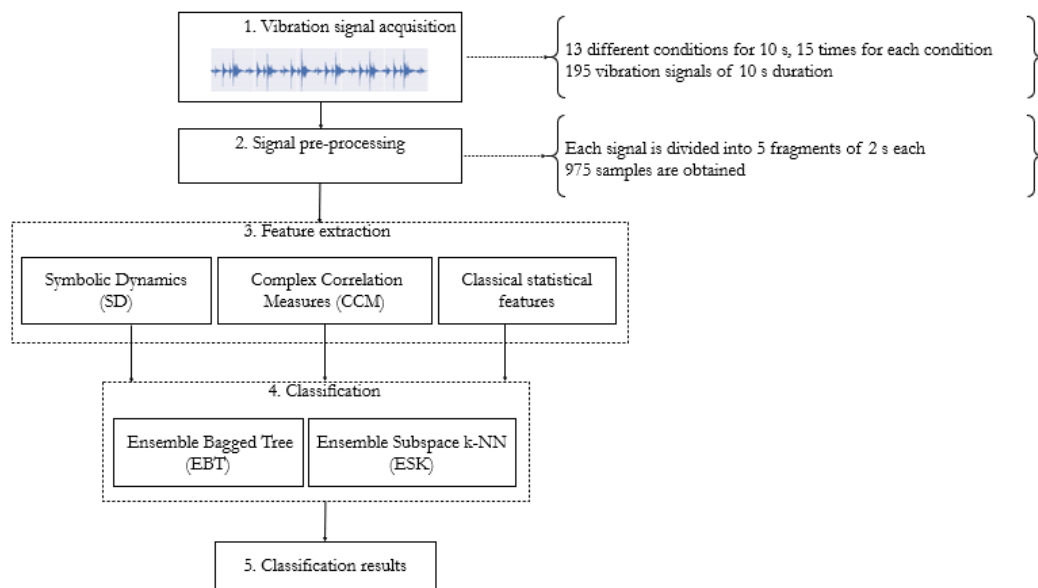 1. Vibration signal acquisition
13 different conditions for 10 s, 15 times for each condition
195 vibration signals of 10 s duration
2. Signal pre-processing
Each signal is divided into 5 fragments of 2 s each
975 samples are obtained
3. Feature extraction
Symbolic Dynamics
(SD)
Complex Correlation
Measures (CCM)
Classical statistical
features
4. Classification
Ensemble Bagged Tree
(EBT)
Ensemble Subspace k-NN
(ESK)
5. Classification results